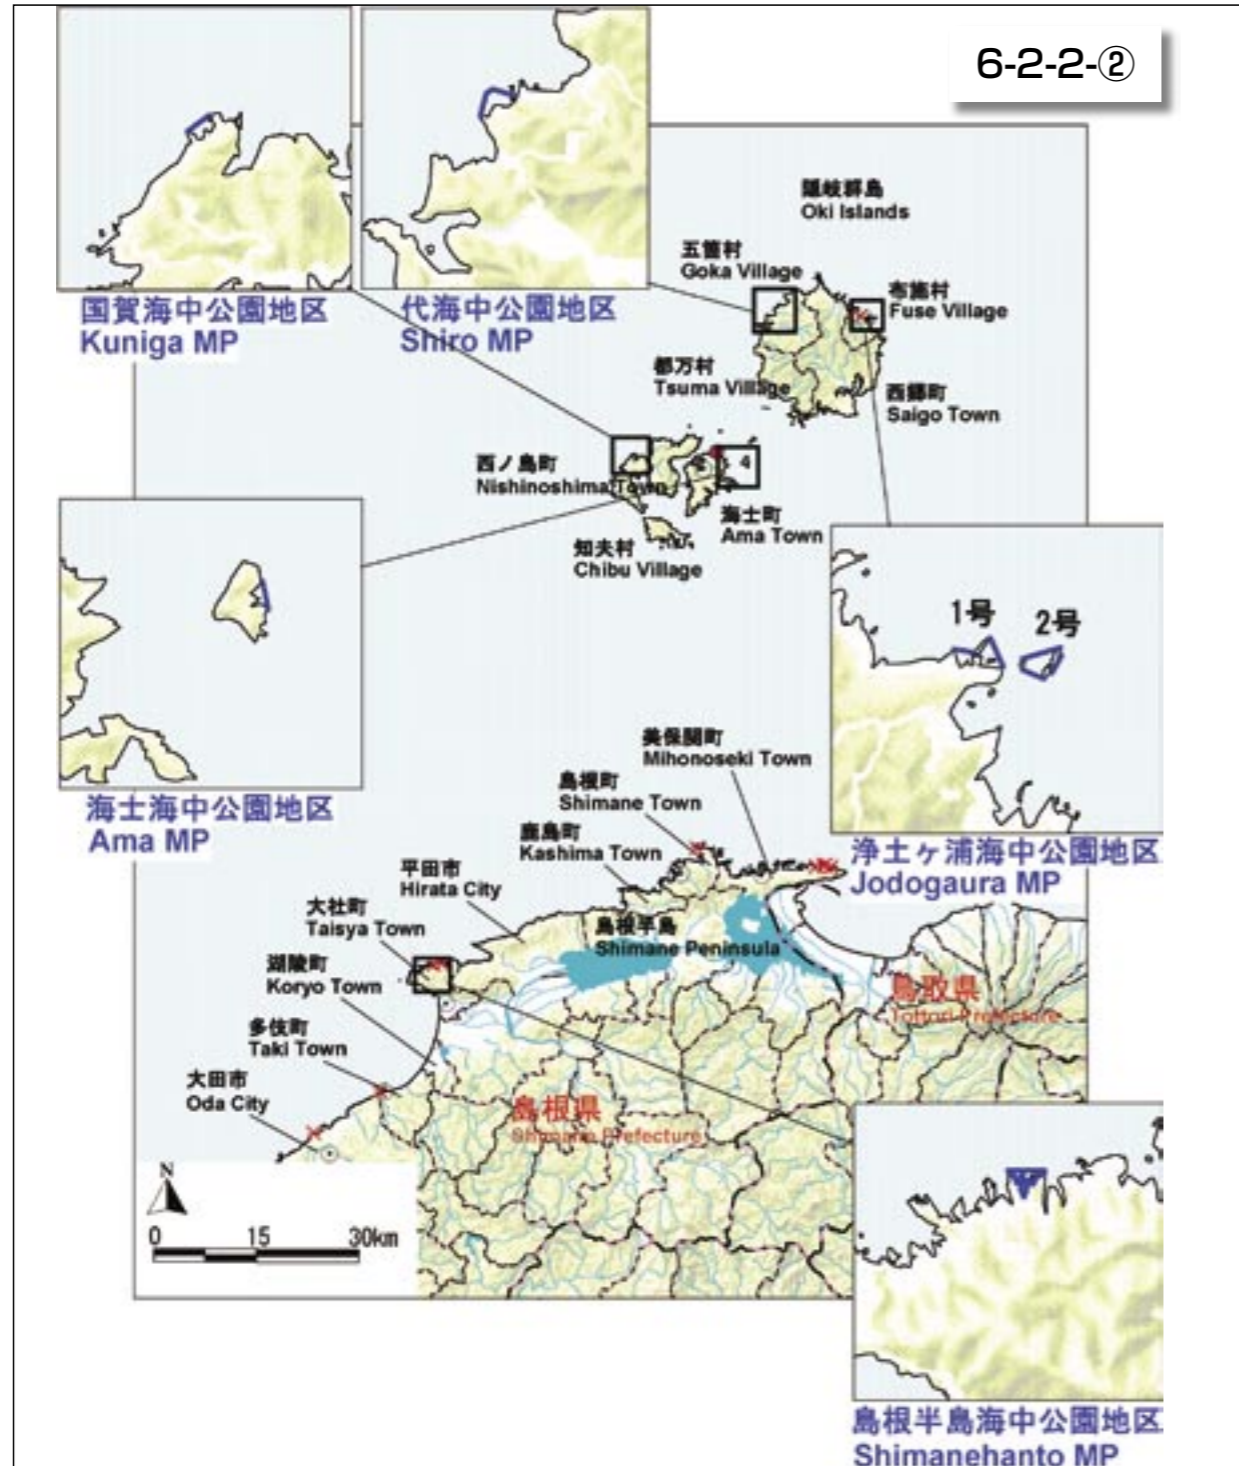 6-2-2-②
国賀海中公園地区
Kuniga MP
代海中公園地区
Shiro MP
隠岐群島
Oki Islands
五箇村
Goka Village
布施村
Fuse Village
都万村
Tsuma Village
西郷町
Saigo Town
西ノ島町
Nishinoshima Town
4
海士町
Ama Town
知夫村
Chibu Village
1号
2号
海士海中公園地区
Ama MP
浄土ヶ浦海中公園地区
Jodogaura MP
美保関町
Mihonoseki Town
島根町
Shimane Town
鹿島町
Kashima Town
平田市
Hirata City
大社町
Taisya Town
島根半島
Shimane Peninsula
湖陵町
Koryo Town
鳥取県
Tottori Prefecture
多伎町
Taki Town
大田市
Oda City
島根県
Shimane Prefecture
N
0 15 30km
島根半島海中公園地区
Shimanehanto MP